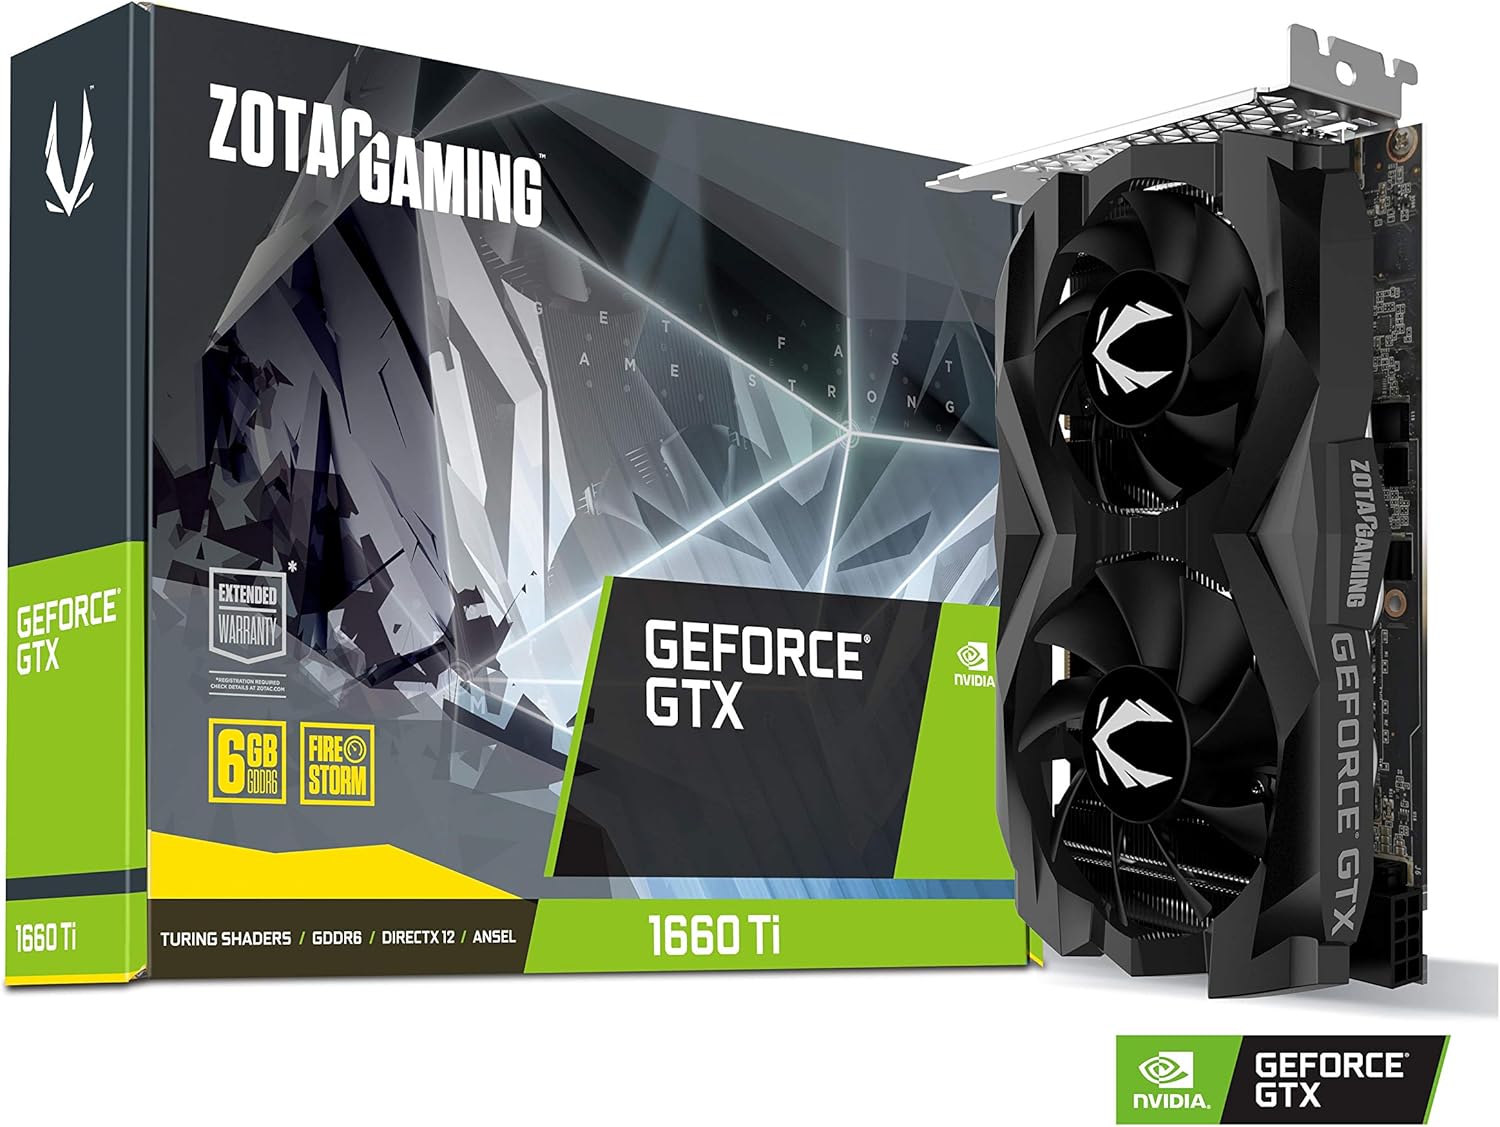 ZOTAC GAMING™
GET FAST
GAME STRONG
EXTENDED
WARRANTY
*
*REGISTRATION REQUIRED
CHECK DETAILS AT ZOTAC.COM
6GB
GDDR6
FIRE
STORM
GEFORCE®
GTX
NVIDIA
TURING SHADERS / GDDR6 / DIRECTX 12 / ANSEL
1660 Ti
GEFORCE®
GTX
1660 Ti
ZOTAC GAMING
GEFORCE® GTX
NVIDIA.
GEFORCE®
GTX